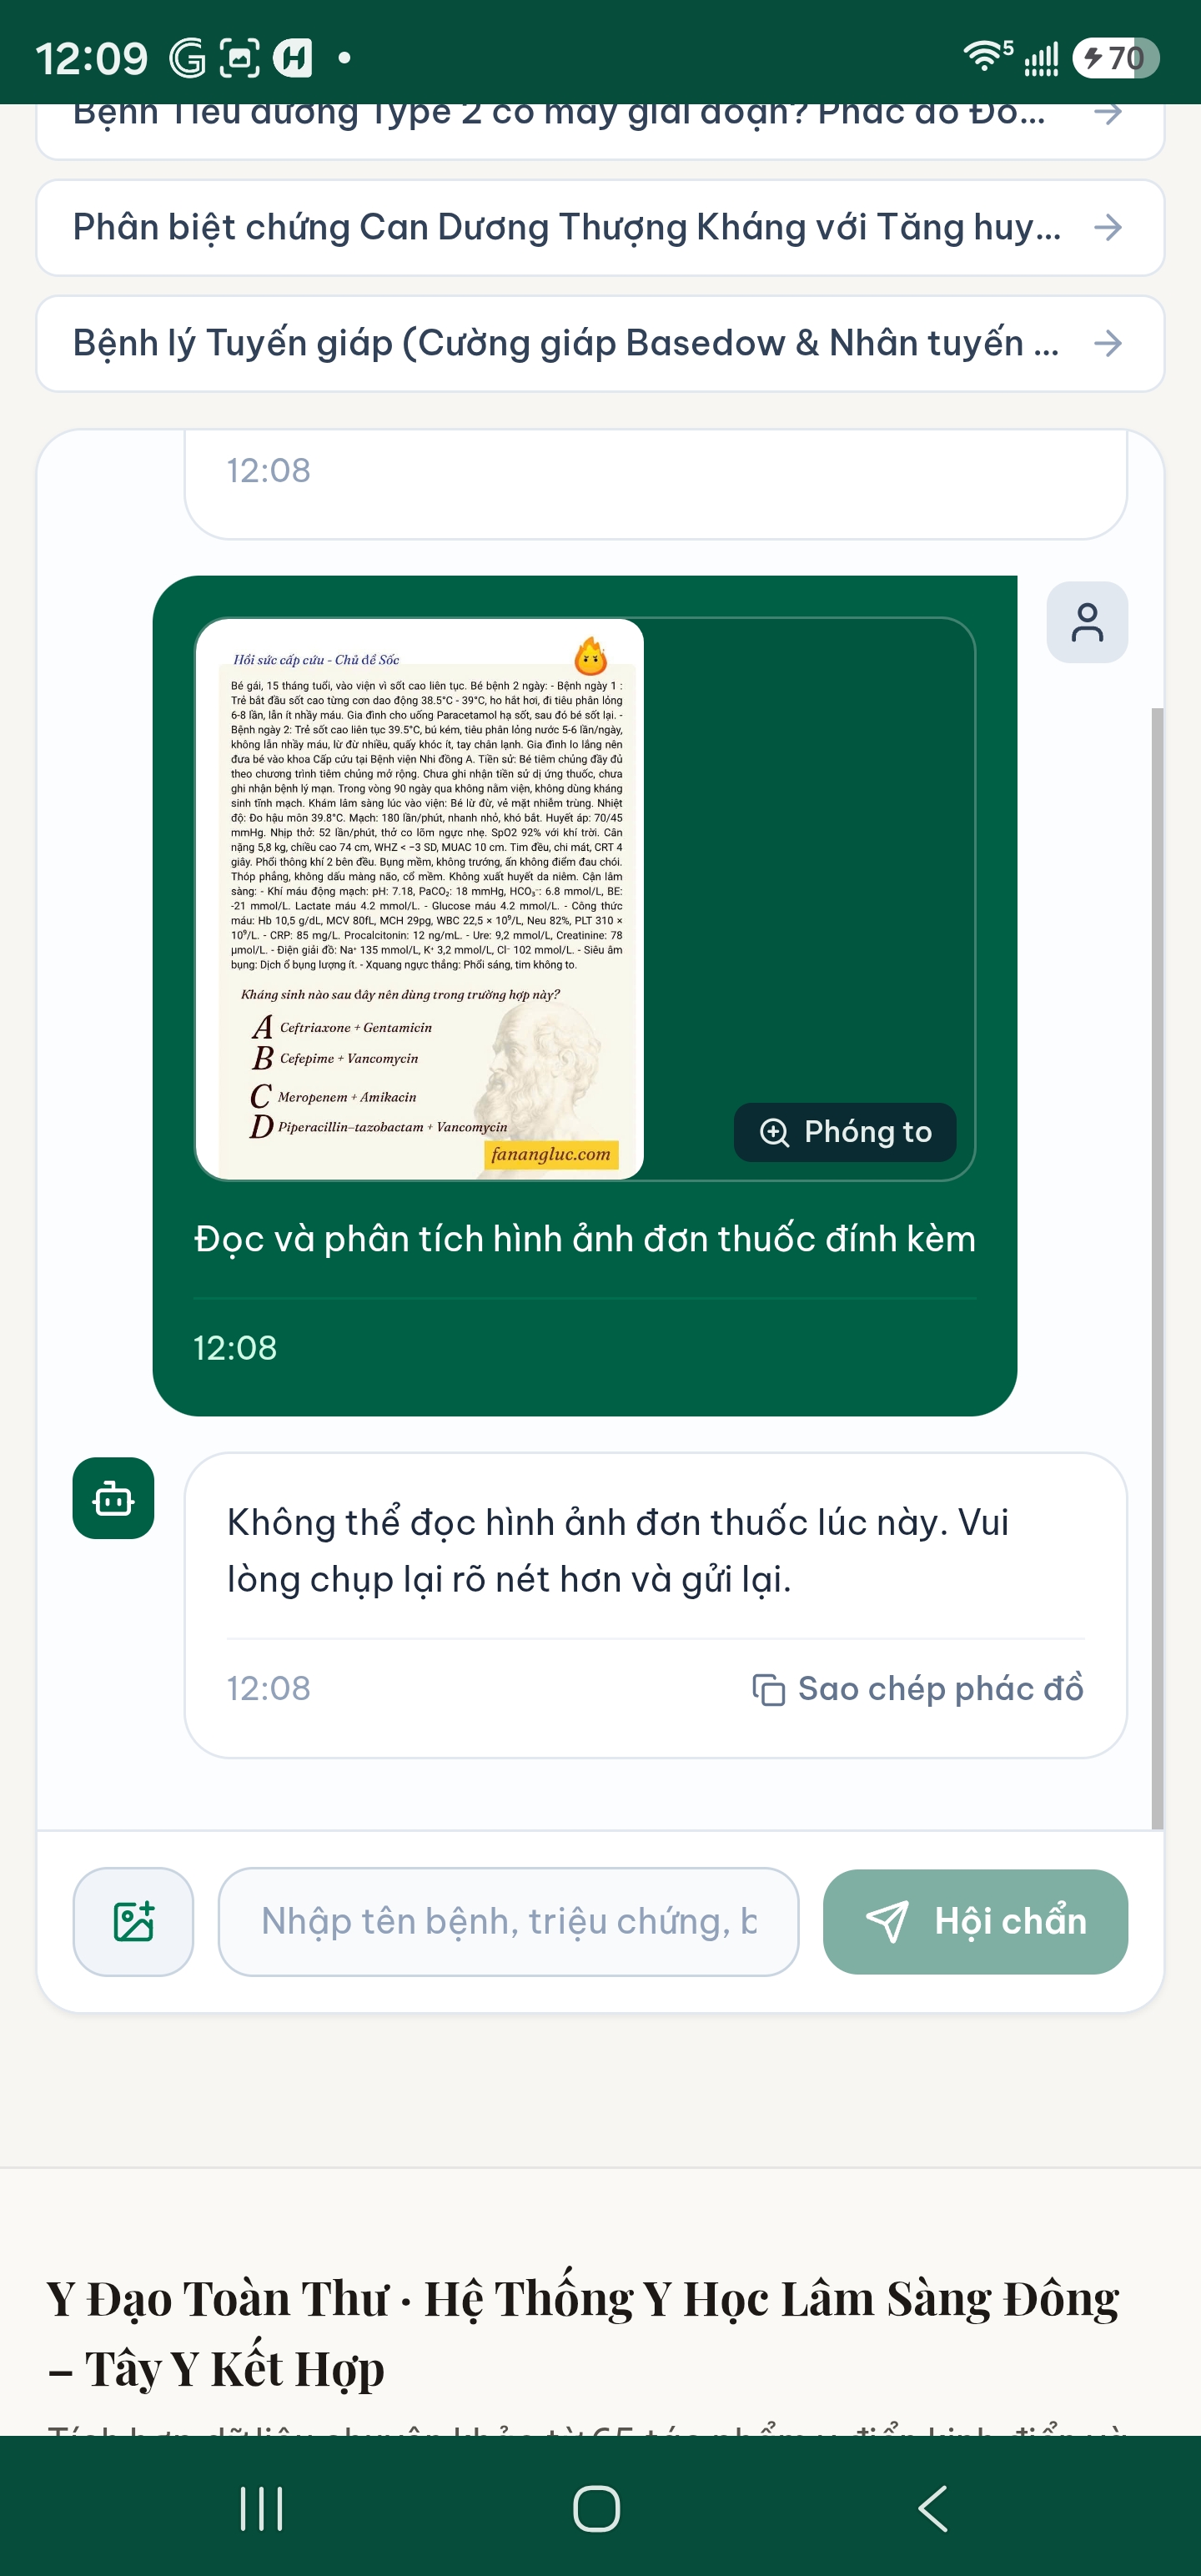 12:09
5
70
Bệnh Tiểu đường Type 2 có mấy giai đoạn? Phác đồ Đô...
Phân biệt chứng Can Dương Thượng Kháng với Tăng huy...
Bệnh lý Tuyến giáp (Cường giáp Basedow & Nhân tuyến ...
12:08
Hồi sức cấp cứu - Chủ đề Sốc
Bé gái, 15 tháng tuổi, vào viện vì sốt cao liên tục. Bé bệnh 2 ngày: - Bệnh ngày 1 :
Trẻ bắt đầu sốt cao từng cơn dao động 38.5°C - 39°C, ho hắt hơi, đi tiêu phân lỏng
6-8 lần, lẫn ít nhầy máu. Gia đình cho uống Paracetamol hạ sốt, sau đó bé sốt lại. -
Bệnh ngày 2: Trẻ sốt cao liên tục 39.5°C, bú kém, tiêu phân lỏng nước 5-6 lần/ngày,
không lẫn nhầy máu, lừ đừ nhiều, quấy khóc ít, tay chân lạnh. Gia đình lo lắng nên
đưa bé vào khoa Cấp cứu tại Bệnh viện Nhi đồng A. Tiền sử: Bé tiêm chủng đầy đủ
theo chương trình tiêm chủng mở rộng. Chưa ghi nhận tiền sử dị ứng thuốc, chưa
ghi nhận bệnh lý mạn. Trong vòng 90 ngày qua không nằm viện, không dùng kháng
sinh tĩnh mạch. Khám lâm sàng lúc vào viện: Bé lừ đừ, vẻ mặt nhiễm trùng. Nhiệt
độ: Đo hậu môn 39.8°C. Mạch: 180 lần/phút, nhanh nhỏ, khó bắt. Huyết áp: 70/45
mmHg. Nhịp thở: 52 lần/phút, thở co lõm ngực nhẹ. SpO2 92% với khí trời. Cân
nặng 5,8 kg, chiều cao 74 cm, WHZ < −3 SD, MUAC 10 cm. Tim đều, chi mát, CRT 4
giây. Phổi thông khí 2 bên đều. Bụng mềm, không trướng, ấn không điểm đau chói.
Thóp phẳng, không dấu màng não, cổ mềm. Không xuất huyết da niêm. Cận lâm
sàng: - Khí máu động mạch: pH: 7.18, PaCO₂: 18 mmHg, HCO₃⁻: 6.8 mmol/L, BE:
-21 mmol/L. Lactate máu 4.2 mmol/L. - Glucose máu 4.2 mmol/L. - Công thức
máu: Hb 10,5 g/dL, MCV 80fL, MCH 29pg, WBC 22,5 × 10⁹/L, Neu 82%, PLT 310 ×
10⁹/L. - CRP: 85 mg/L. Procalcitonin: 12 ng/mL. - Ure: 9,2 mmol/L, Creatinine: 78
µmol/L. - Điện giải đồ: Na⁺ 135 mmol/L, K⁺ 3,2 mmol/L, Cl⁻ 102 mmol/L. - Siêu âm
bụng: Dịch ổ bụng lượng ít. - Xquang ngực thẳng: Phổi sáng, tim không to.
Kháng sinh nào sau đây nên dùng trong trường hợp này?
A Ceftriaxone + Gentamicin
B Cefepime + Vancomycin
C Meropenem + Amikacin
D Piperacillin–tazobactam + Vancomycin
fanangluc.com
Phóng to
Đọc và phân tích hình ảnh đơn thuốc đính kèm
12:08
Không thể đọc hình ảnh đơn thuốc lúc này. Vui
lòng chụp lại rõ nét hơn và gửi lại.
12:08 Sao chép phác đồ
Nhập tên bệnh, triệu chứng, b
Hội chẩn
Y Đạo Toàn Thư · Hệ Thống Y Học Lâm Sàng Đông
– Tây Y Kết Hợp